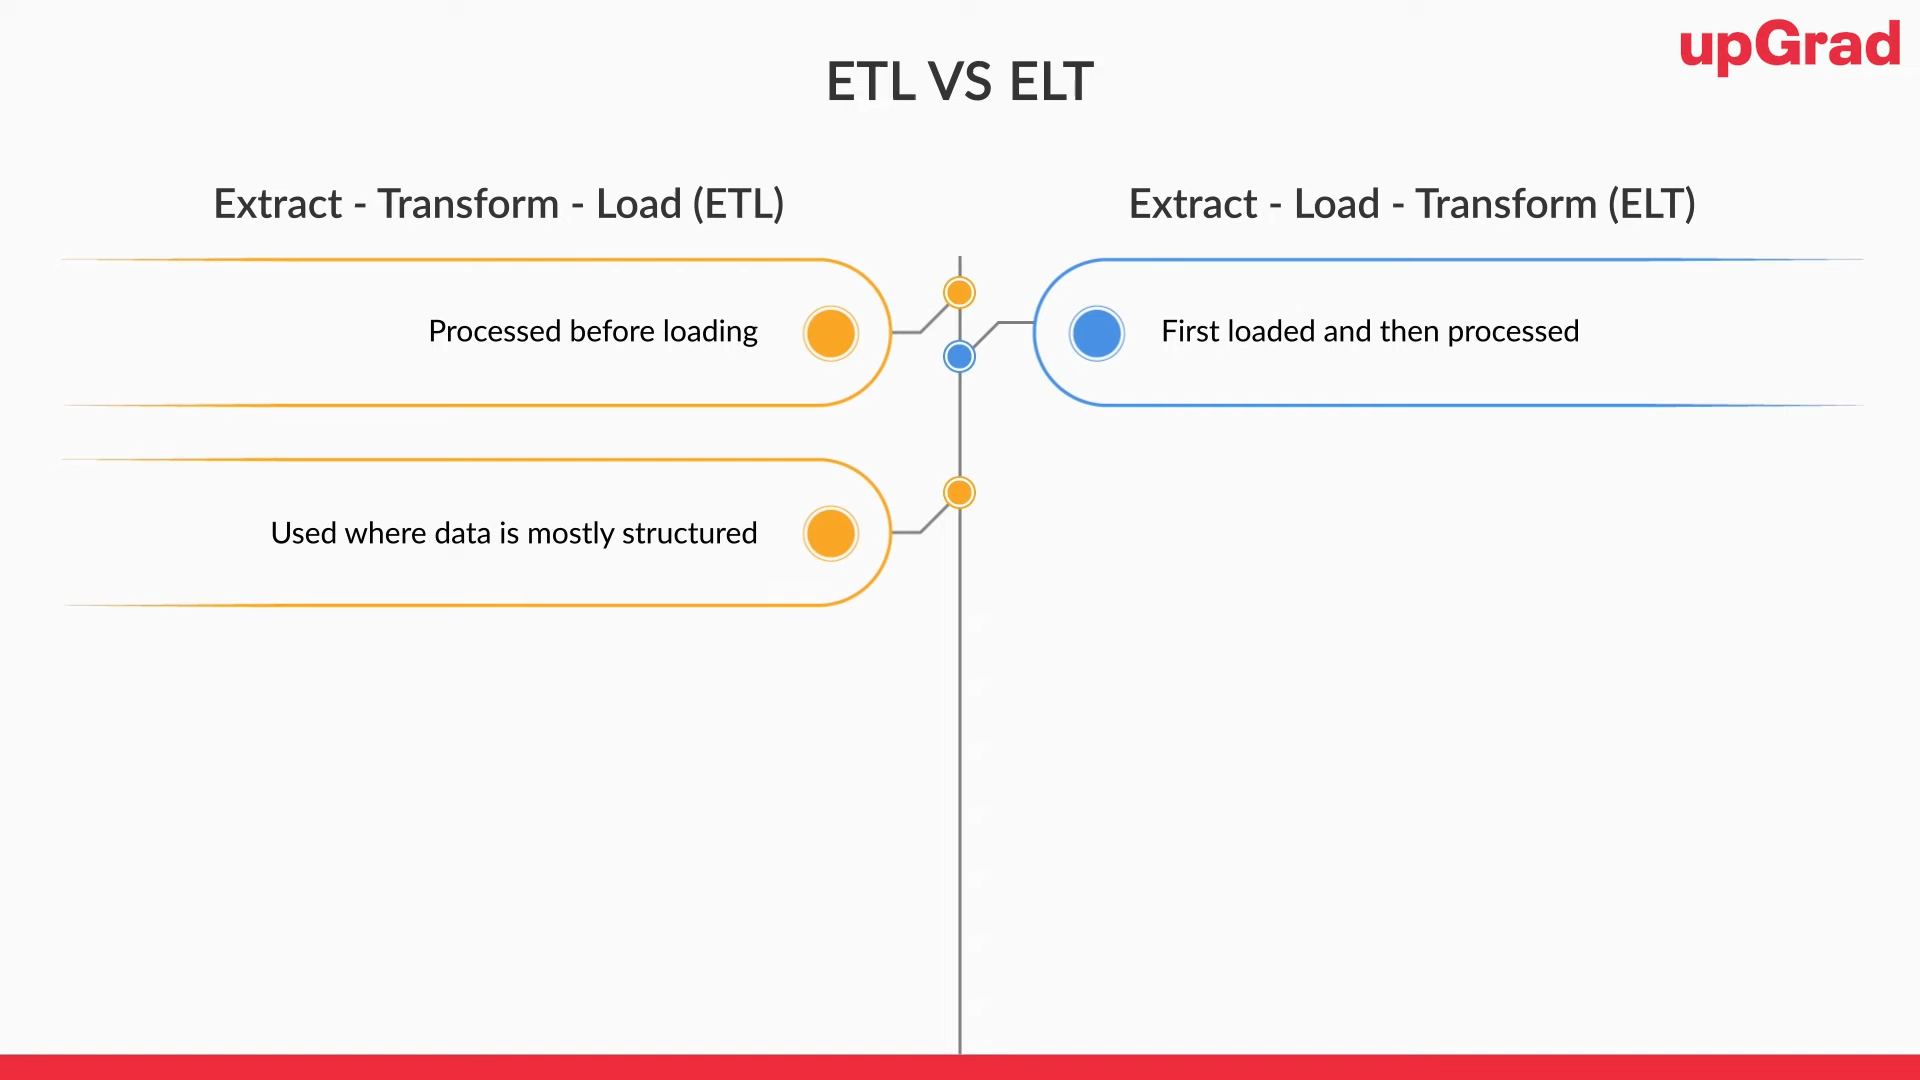 upGrad
ETL VS ELT
Extract - Transform - Load (ETL)
Extract - Load - Transform (ELT)
Processed before loading
First loaded and then processed
Used where data is mostly structured